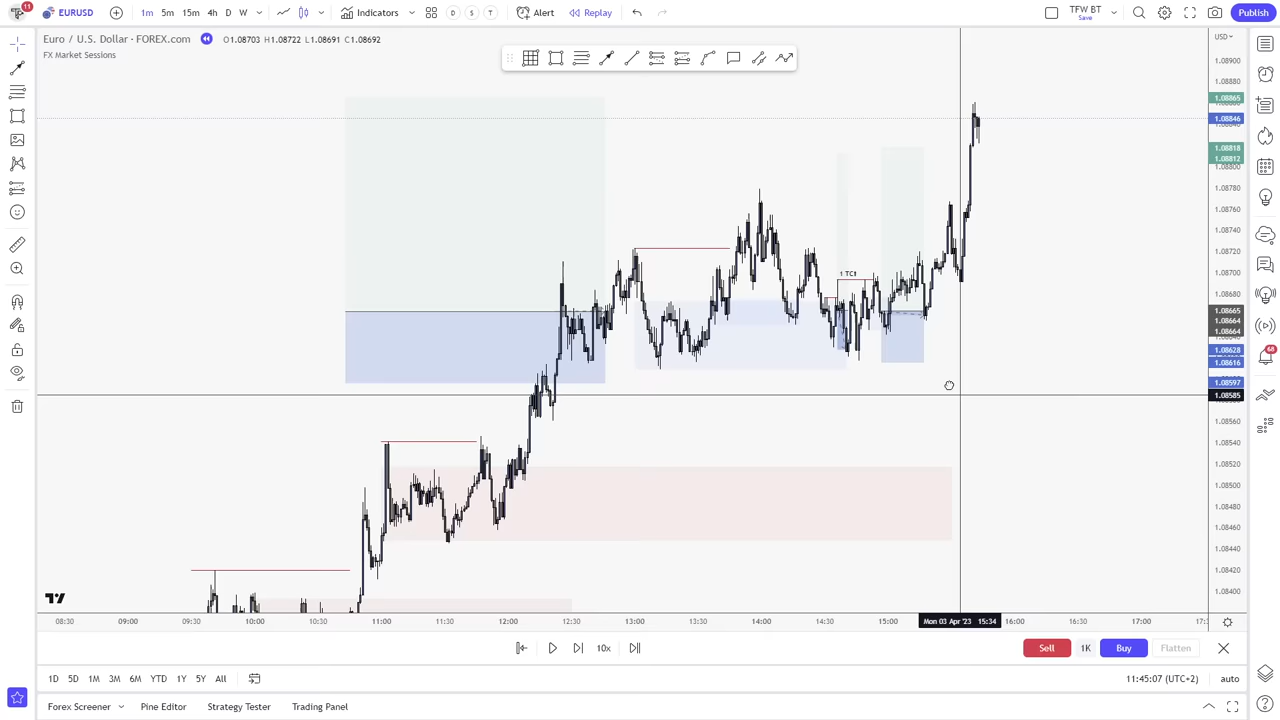 11
EURUSD
1m 5m 15m 4h D W
Indicators
D S T
Alert
Replay
TFW BT
Save
Publish
Euro / U.S. Dollar · FOREX.com
O1.08703 H1.08722 L1.08691 C1.08692
FX Market Sessions
USD
1.08900
1.08880
1.08865
1.08846
1.08818
1.08812
1.08800
1.08780
1.08760
1.08740
1.08720
1.08700
1.08680
1.08665
1.08664
1.08664
1.08628
1.08616
1.08597
1.08585
1.08560
1.08540
1.08520
1.08500
1.08480
1.08460
1.08440
1.08420
1.08400
68
08:30 09:00 09:30 10:00 10:30 11:00 11:30 12:00 12:30 13:00 13:30 14:00 14:30 15:00 Mon 03 Apr '23 15:34 16:00 16:30 17:00
10x
Sell
1K
Buy
Flatten
1D 5D 1M 3M 6M YTD 1Y 5Y All
11:45:07 (UTC+2)
auto
Forex Screener
Pine Editor
Strategy Tester
Trading Panel